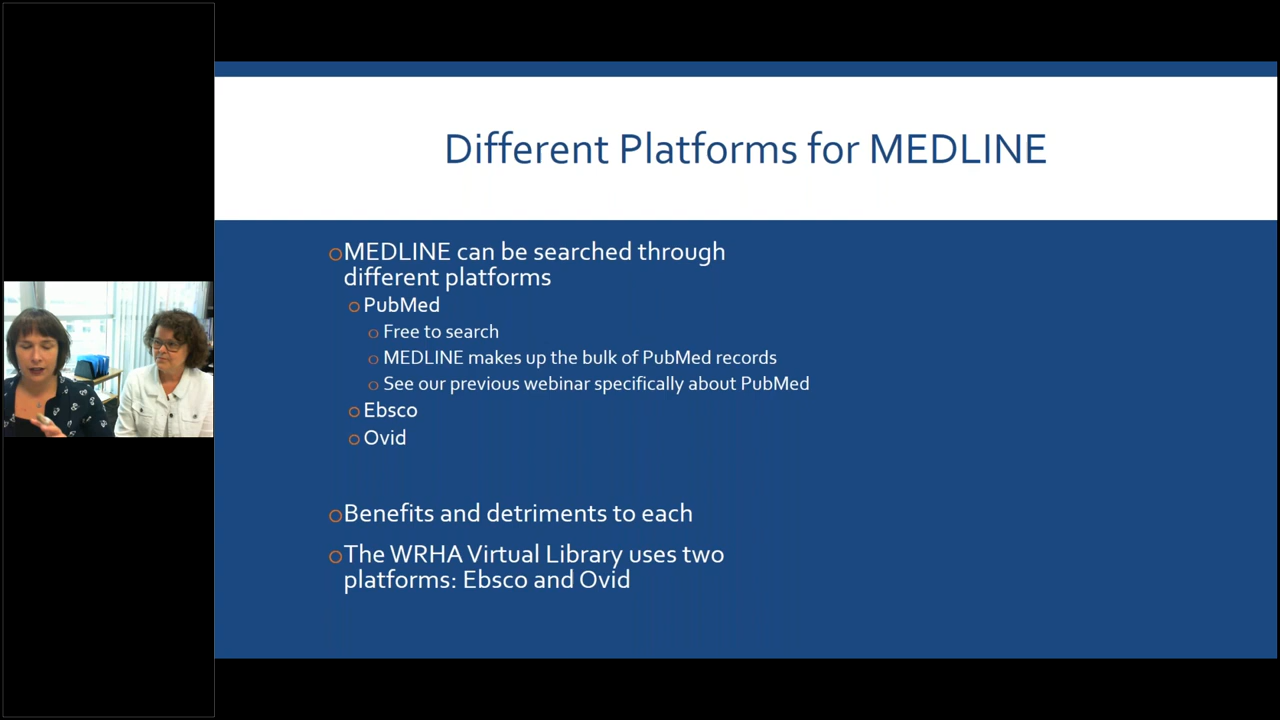 Different Platforms for MEDLINE
MEDLINE can be searched through
different platforms
PubMed
Free to search
MEDLINE makes up the bulk of PubMed records
See our previous webinar specifically about PubMed
Ebsco
Ovid
Benefits and detriments to each
The WRHA Virtual Library uses two
platforms: Ebsco and Ovid